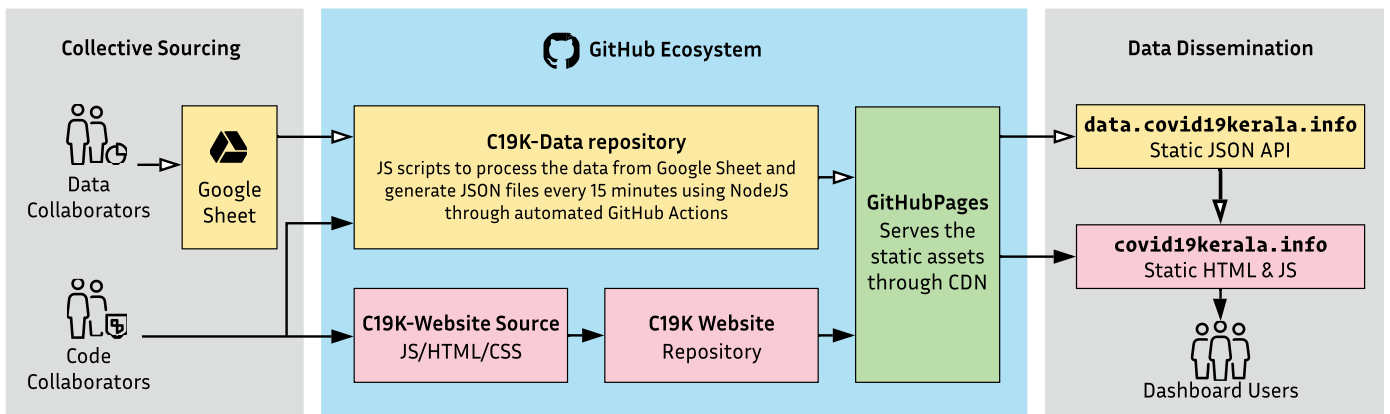 Collective Sourcing
Data
Collaborators
Google
Sheet
Code
Collaborators
GitHub Ecosystem
C19K-Data repository
JS scripts to process the data from Google Sheet and
generate JSON files every 15 minutes using NodeJS
through automated GitHub Actions
C19K-Website Source
JS/HTML/CSS
C19K Website
Repository
GitHubPages
Serves the
static assets
through CDN
Data Dissemination
data.covid19kerala.info
Static JSON API
covid19kerala.info
Static HTML & JS
Dashboard Users